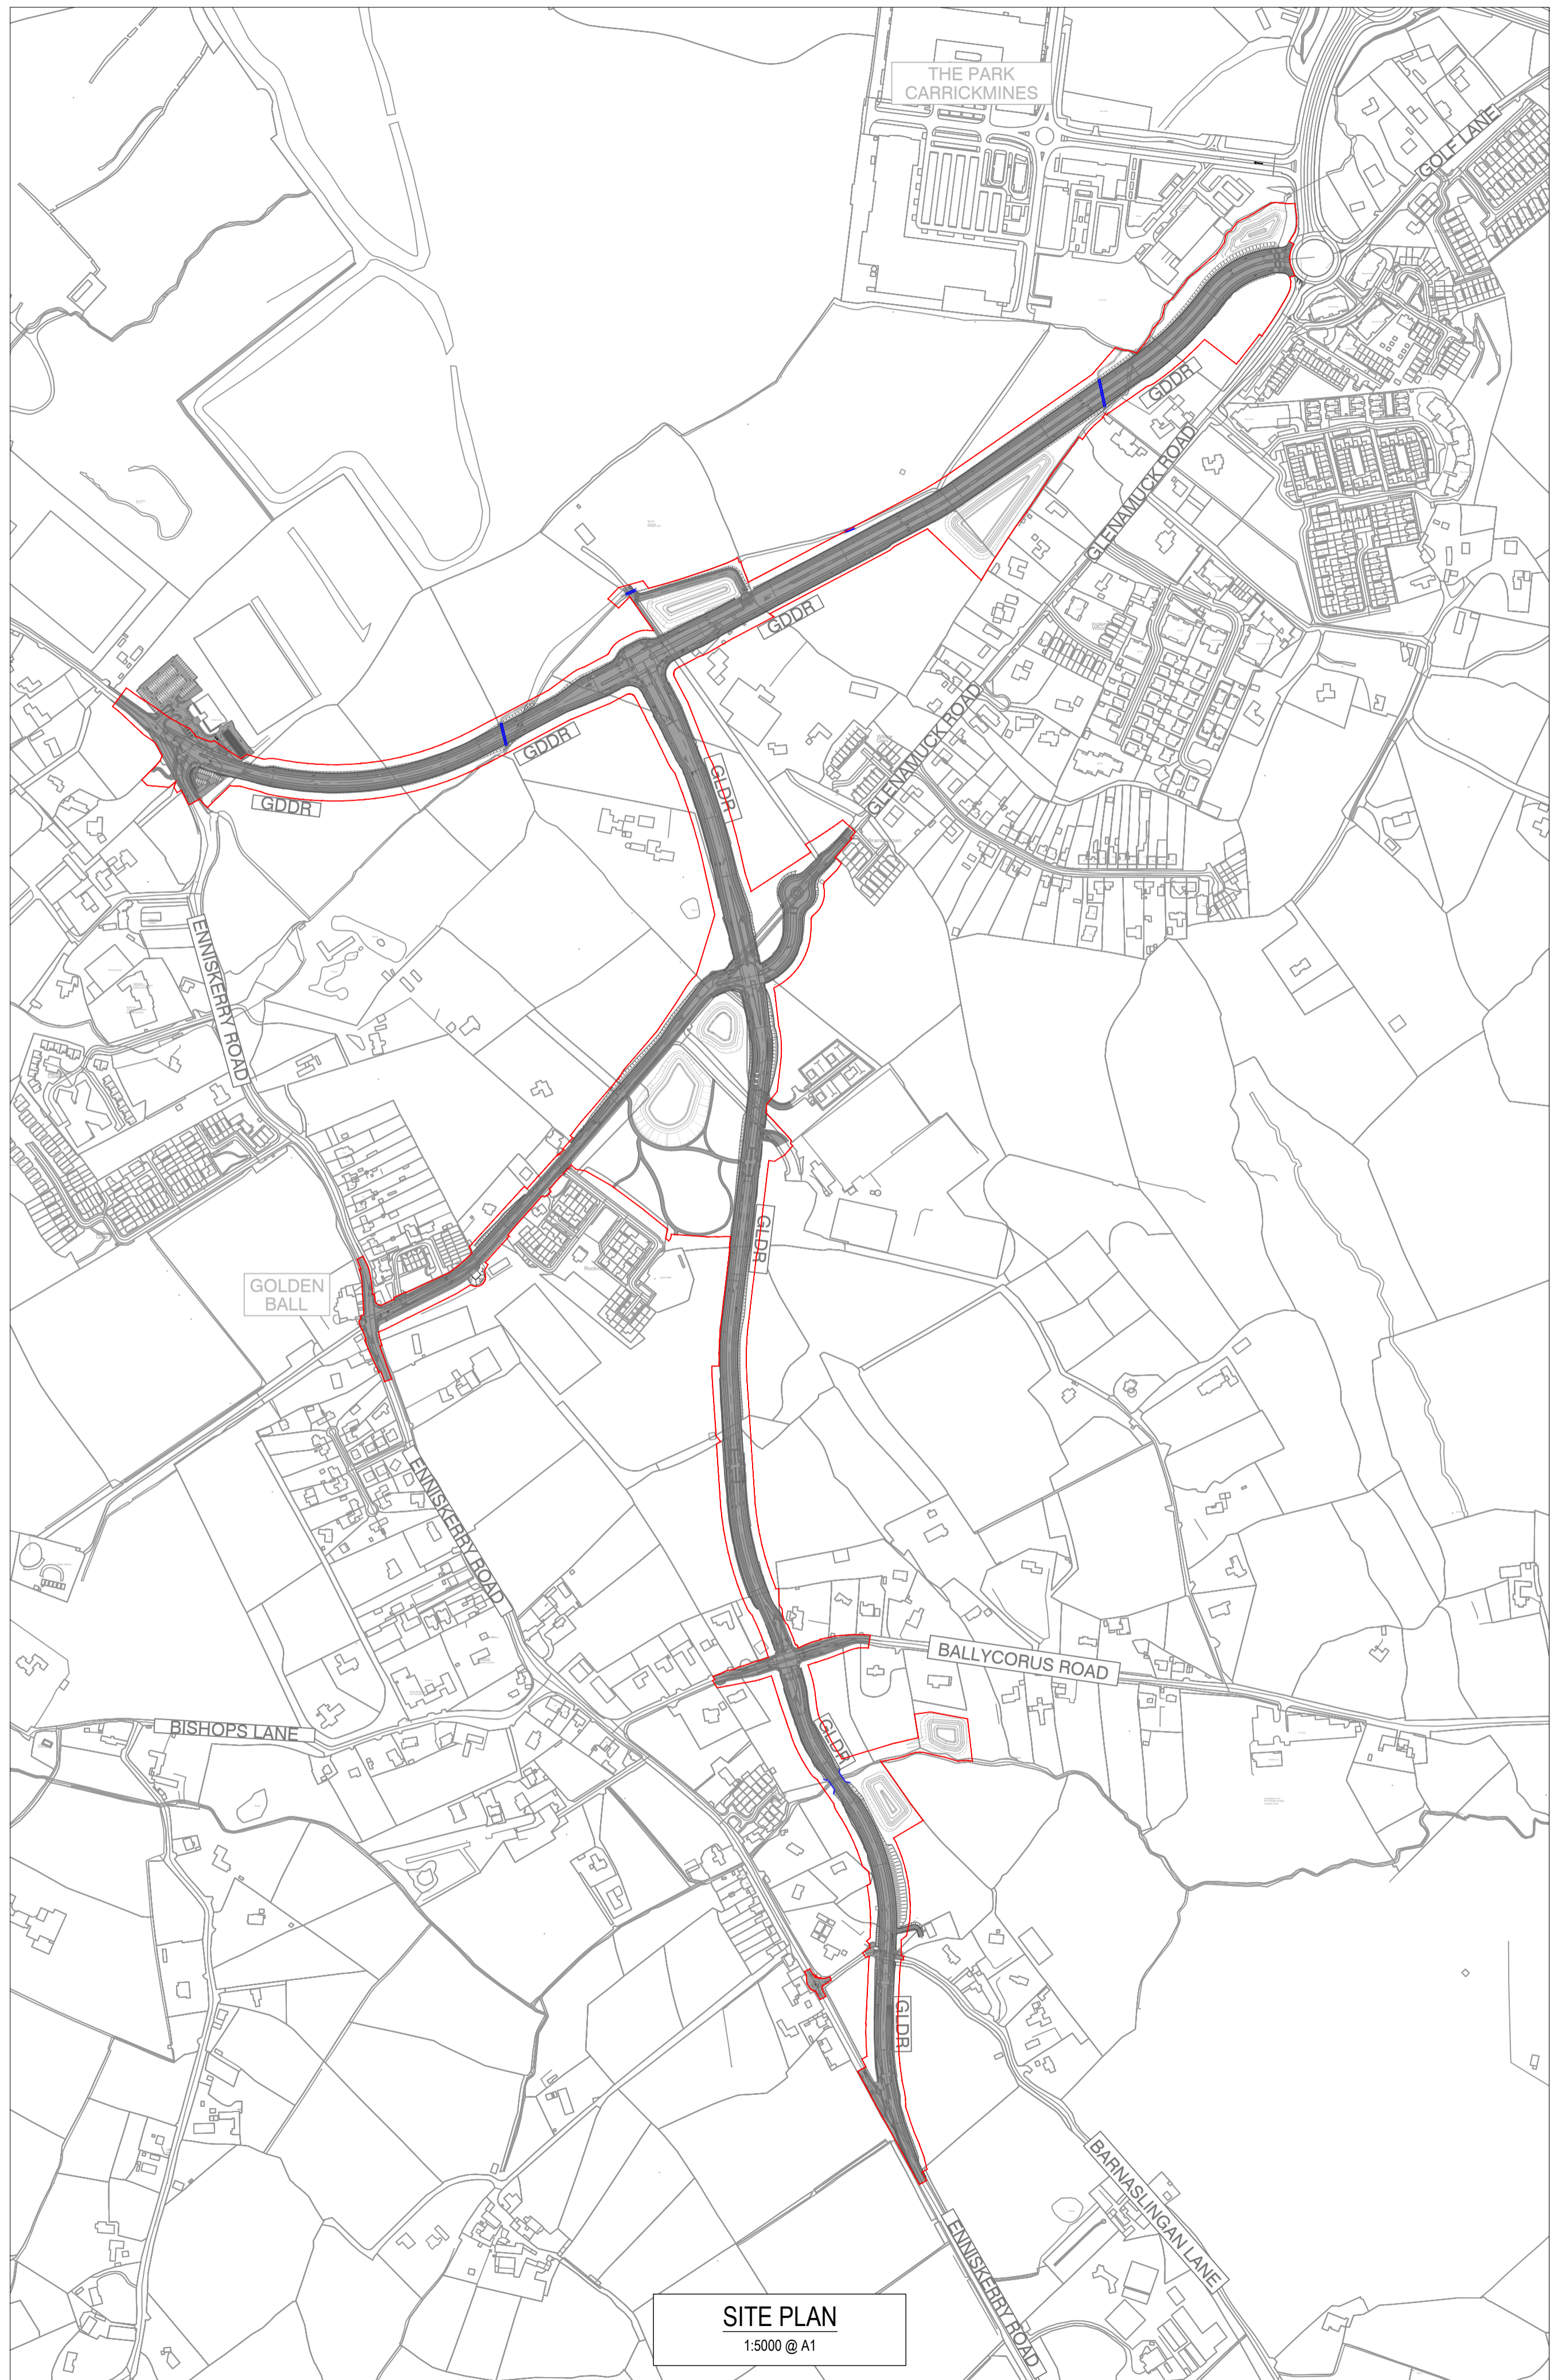 THE PARK
CARRICKMINES
GOLF LANE
GDDR
GLENAMUCK ROAD
GDDR
GLENAMUCK ROAD
GDDR
GLDR
GDDR
ENNISKERRY ROAD
GLDR
GOLDEN
BALL
ENNISKERRY ROAD
BALLYCORUS ROAD
BISHOPS LANE
GLDR
GLDR
BARNASLINGAN LANE
ENNISKERRY ROAD
SITE PLAN
1:5000 @ A1